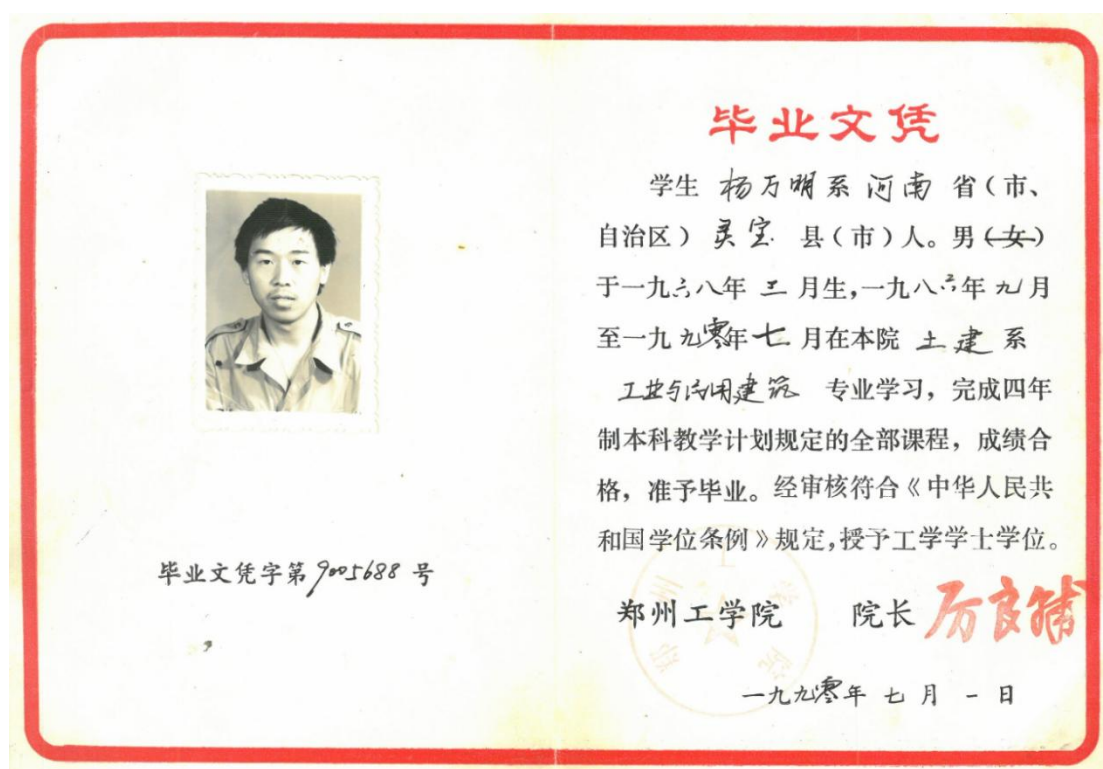 毕业文凭
学生 杨万明系 河南 省(市、
自治区) 灵宝 县(市)人。男(女)
于一九六八年 三 月生,一九八六年 九 月
至一九九零年 七 月在本院 土建 系
工业与民用建筑 专业学习,完成四年
制本科教学计划规定的全部课程,成绩合
格,准予毕业。经审核符合《中华人民共
和国学位条例》规定,授予工学学士学位。
毕业文凭字第9005688号
郑州工学院 院长 厉良辅
一九九零年 七 月 一 日